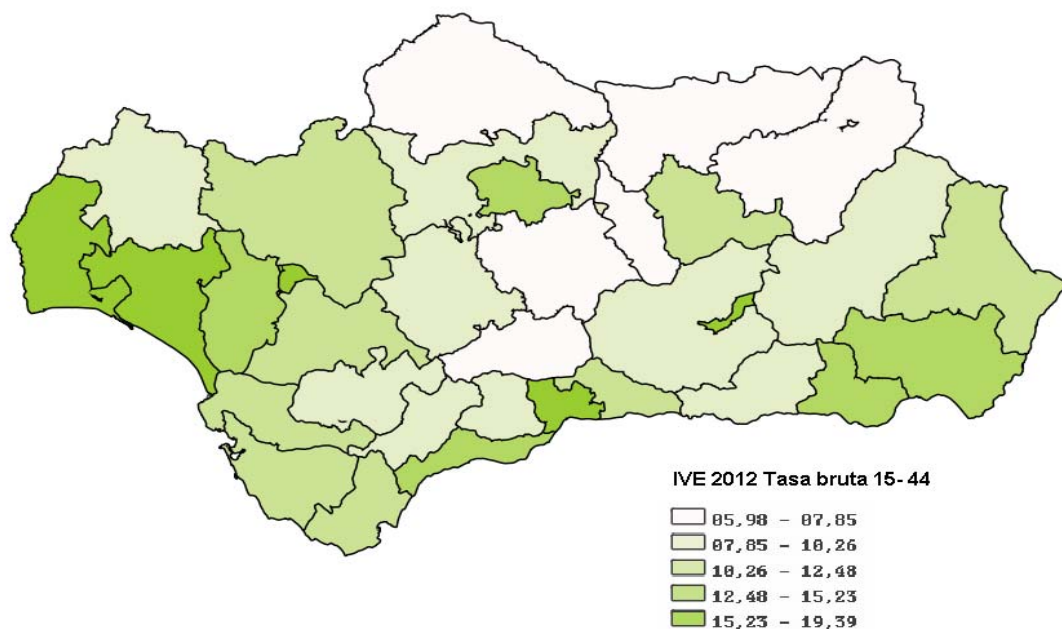 IVE 2012 Tasa bruta 15- 44
05,98 - 07,85
07,85 - 10,26
10,26 - 12,48
12,48 - 15,23
15,23 - 19,39